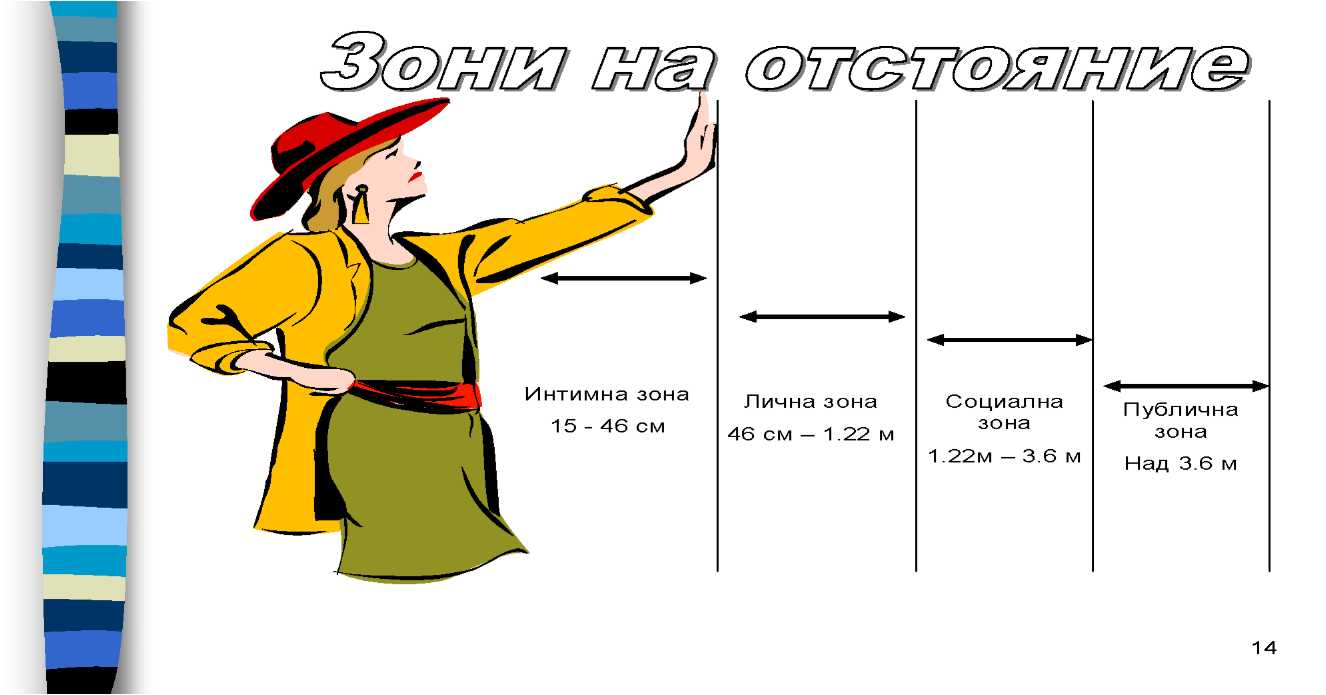 Зони на отстояние
Интимна зона
15 - 46 см
Лична зона
46 см – 1.22 м
Социална
зона
1.22м – 3.6 м
Публична
зона
Над 3.6 м
14